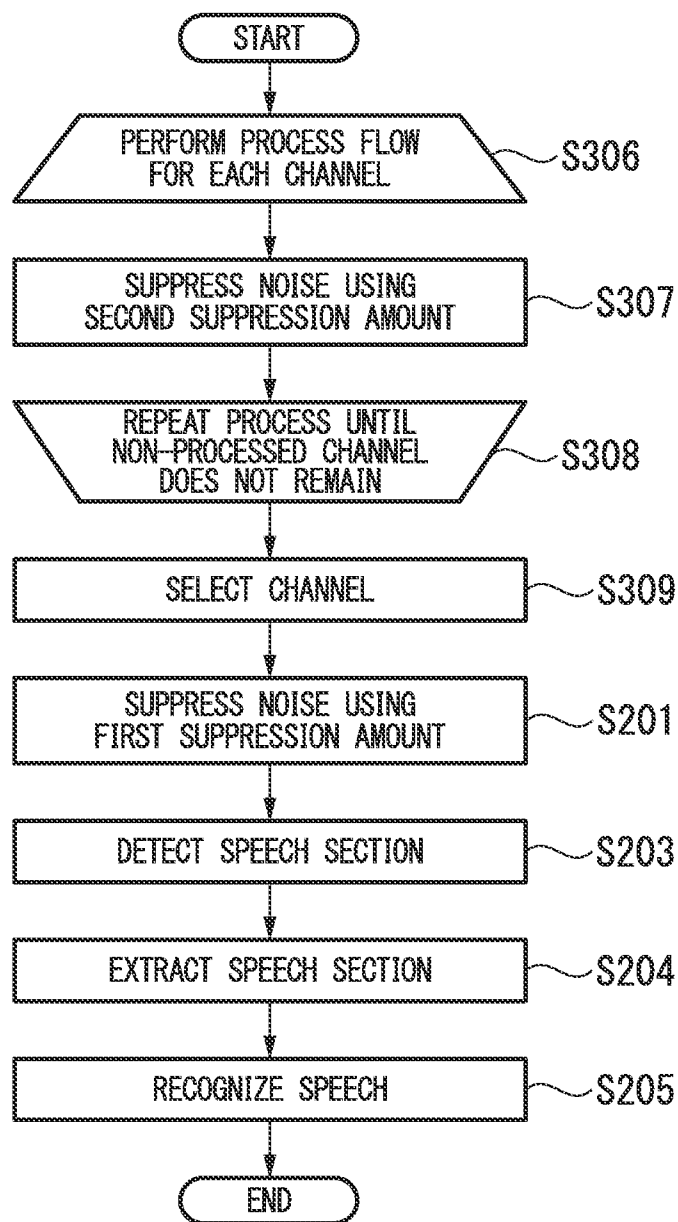 START
PERFORM PROCESS FLOW
FOR EACH CHANNEL
S306
SUPPRESS NOISE USING
SECOND SUPPRESSION AMOUNT
S307
REPEAT PROCESS UNTIL
NON-PROCESSED CHANNEL
DOES NOT REMAIN
S308
SELECT CHANNEL
S309
SUPPRESS NOISE USING
FIRST SUPPRESSION AMOUNT
S201
DETECT SPEECH SECTION
S203
EXTRACT SPEECH SECTION
S204
RECOGNIZE SPEECH
S205
END